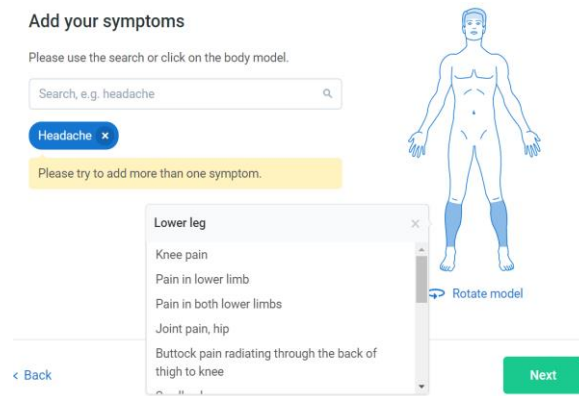 Add your symptoms
Please use the search or click on the body model.
Search, e.g. headache
Headache ×
Please try to add more than one symptom.
Lower leg ×
Knee pain
Pain in lower limb
Pain in both lower limbs
Joint pain, hip
Buttock pain radiating through the back of
thigh to knee
Rotate model
< Back
Next